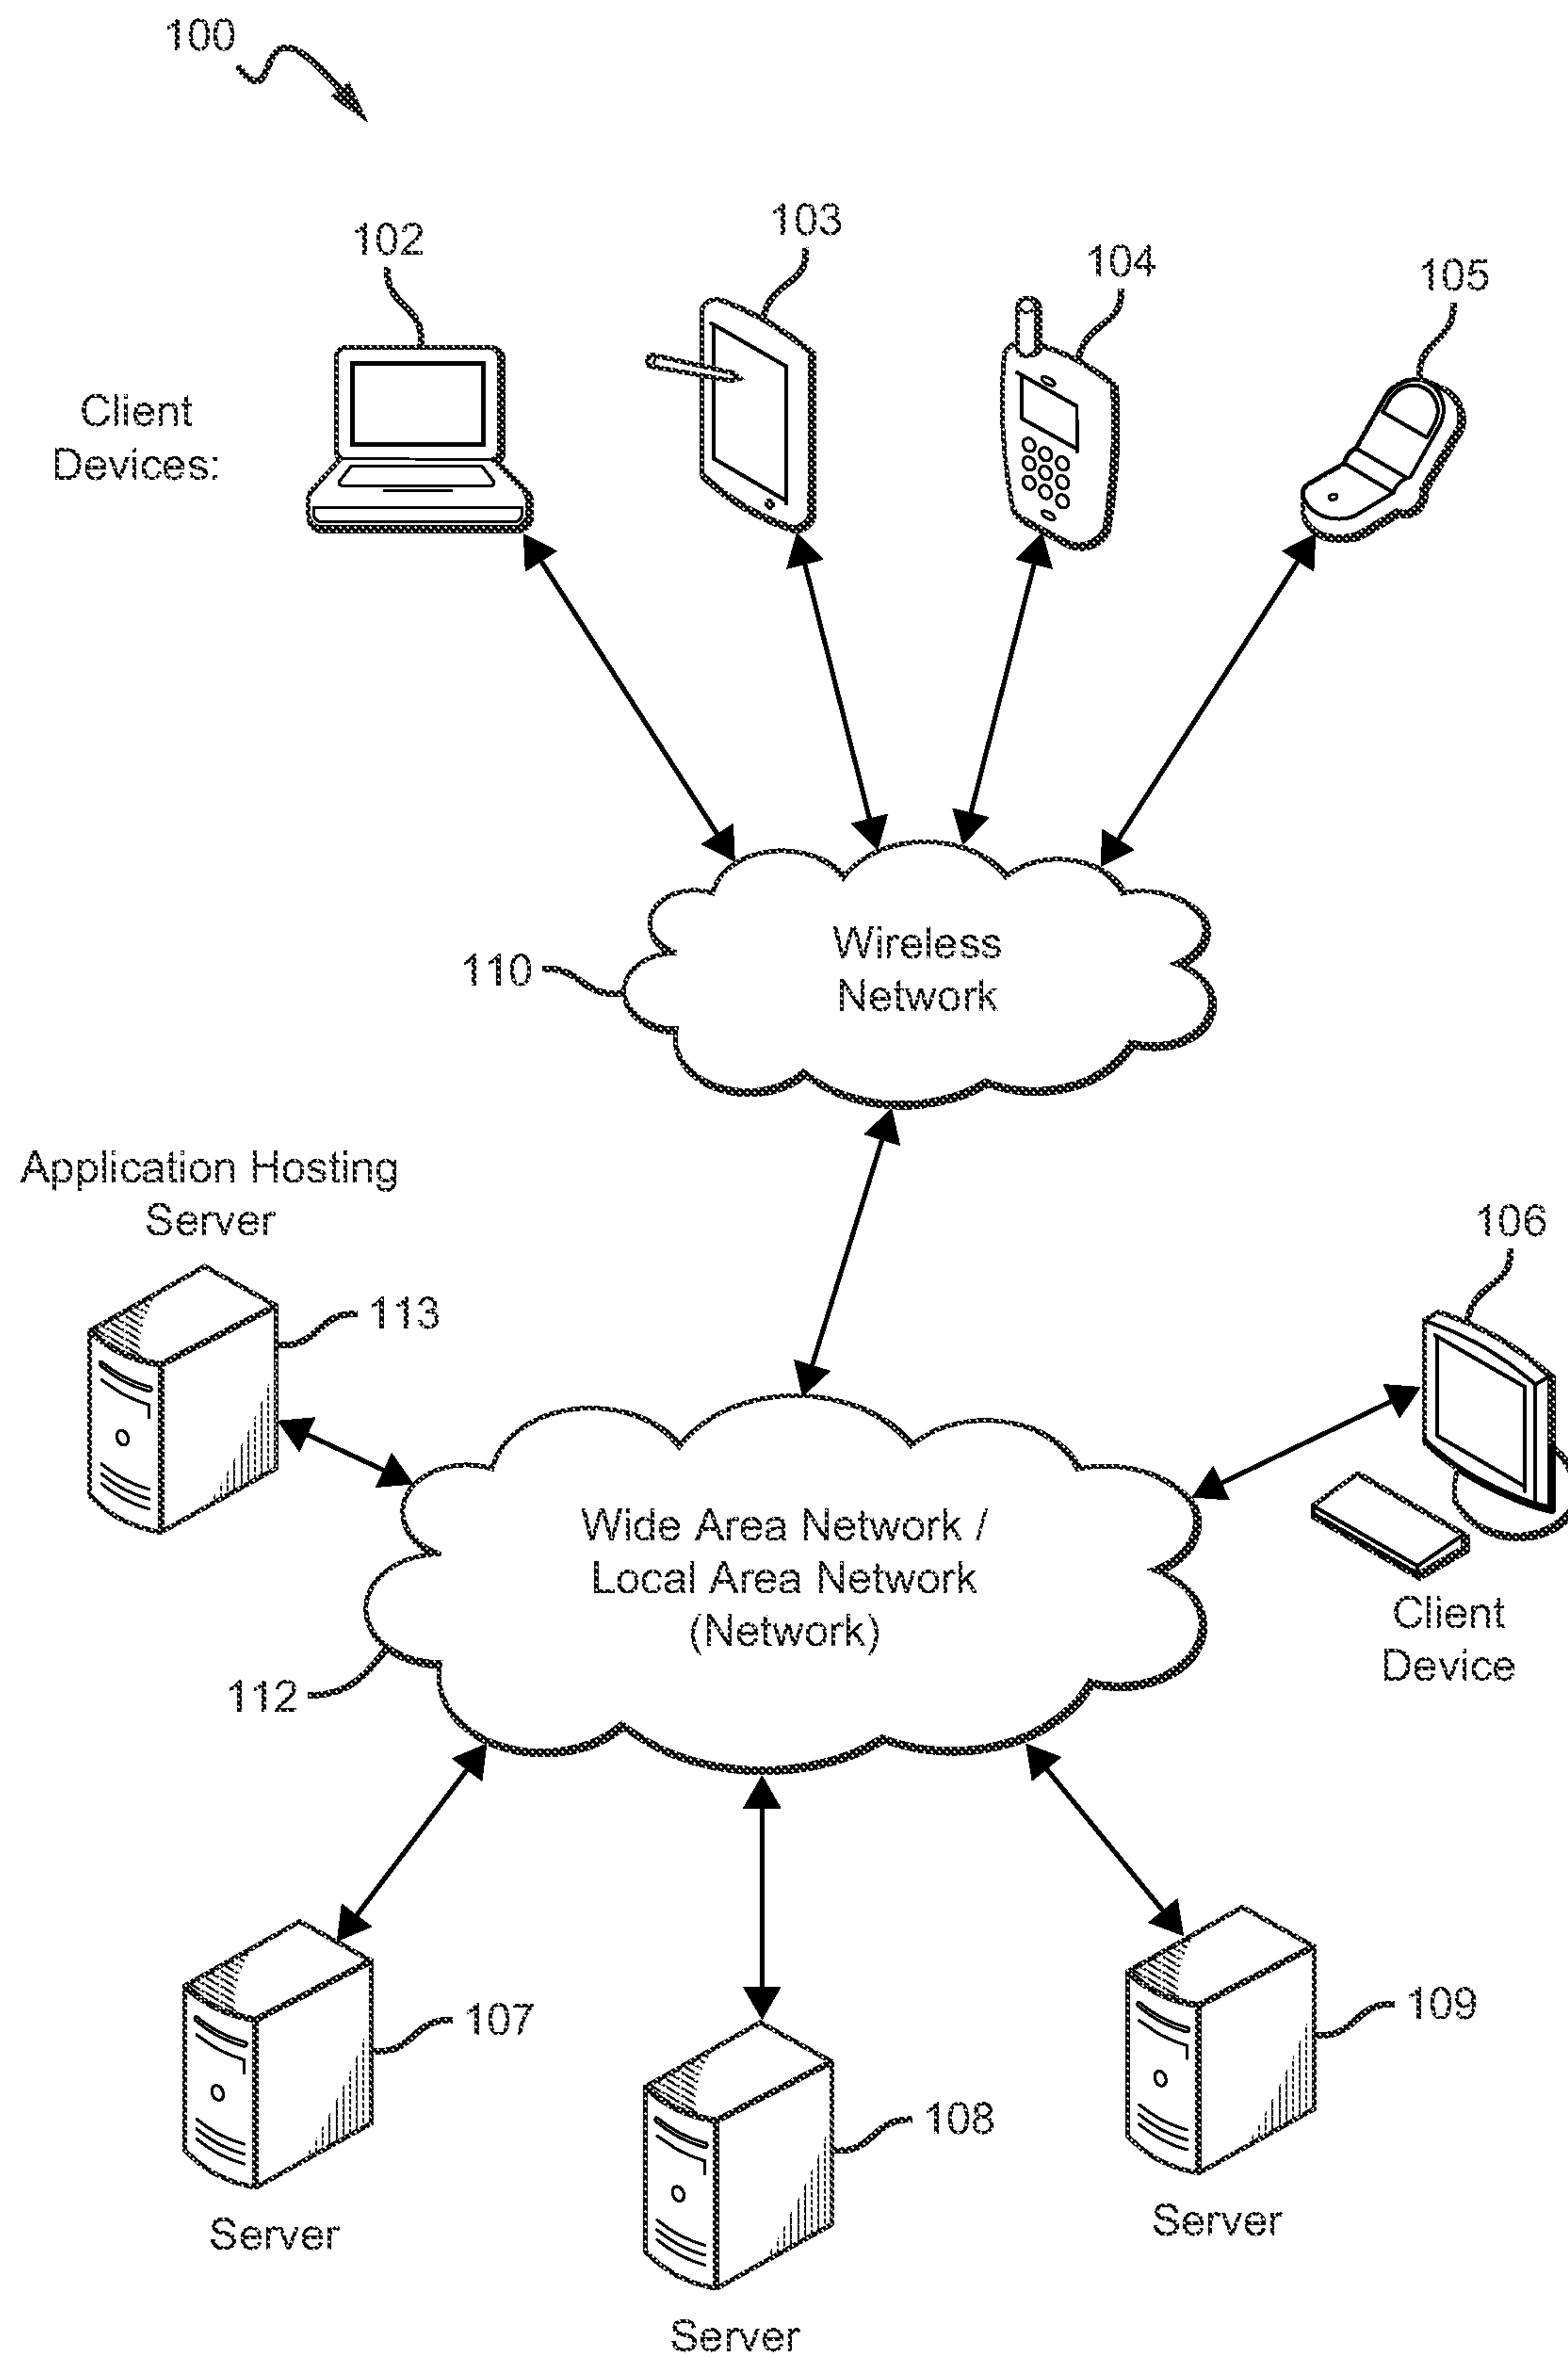 100
102
103
104
105
Client
Devices:
Wireless
Network
110
Application Hosting
Server
113
106
Wide Area Network /
Local Area Network
(Network)
Client
Device
112
107
108
109
Server
Server
Server